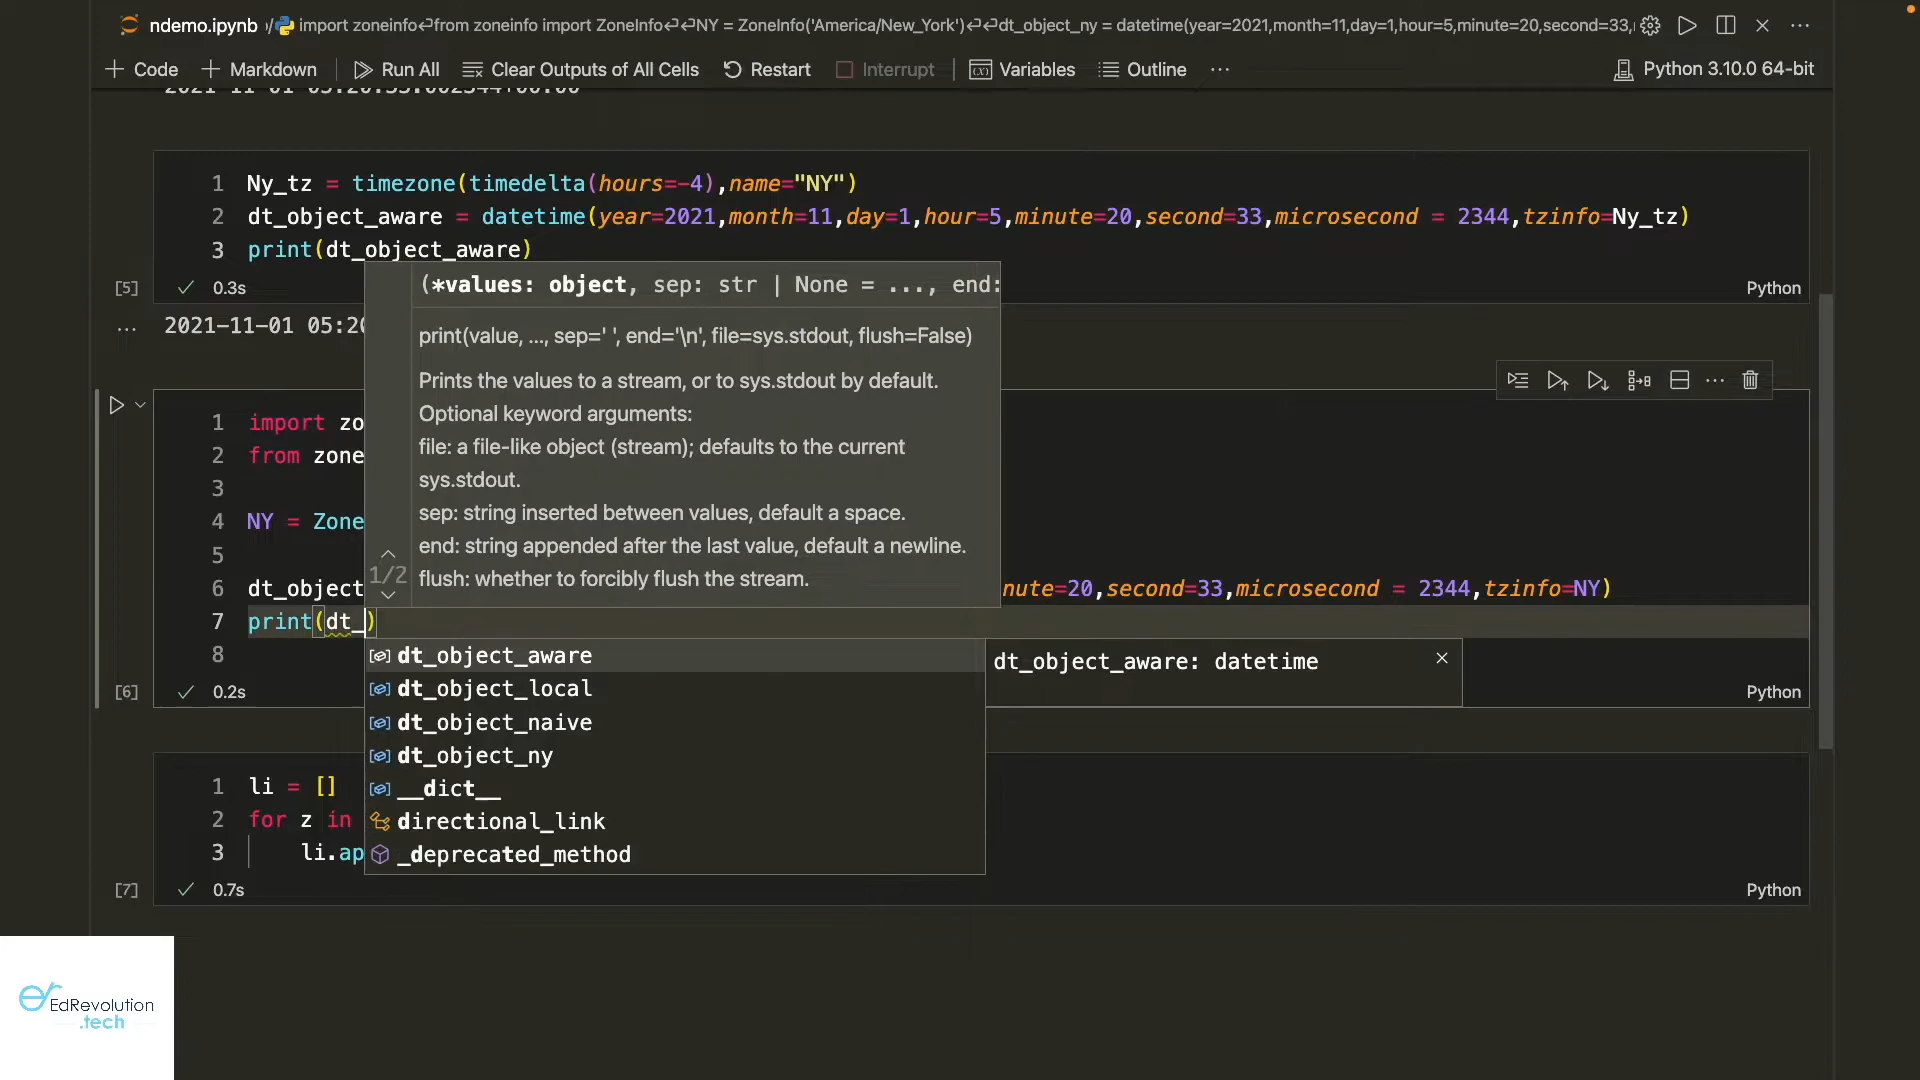 ndemo.ipynb
import zoneinfo↩from zoneinfo import ZoneInfo↩↩NY = ZoneInfo('America/New_York')↩↩dt_object_ny = datetime(year=2021,month=11,day=1,hour=5,minute=20,second=33,
+ Code + Markdown Run All Clear Outputs of All Cells Restart Interrupt Variables Outline ... Python 3.10.0 64-bit
1 Ny_tz = timezone(timedelta(hours=-4),name="NY")
2 dt_object_aware = datetime(year=2021,month=11,day=1,hour=5,minute=20,second=33,microsecond = 2344,tzinfo=Ny_tz)
3 print(dt_object_aware)
[5] 0.3s Python
2021-11-01 05:20
(*values: object, sep: str | None = ..., end:
print(value, ..., sep=' ', end='\n', file=sys.stdout, flush=False)
Prints the values to a stream, or to sys.stdout by default.
Optional keyword arguments:
file: a file-like object (stream); defaults to the current
sys.stdout.
sep: string inserted between values, default a space.
end: string appended after the last value, default a newline.
flush: whether to forcibly flush the stream.
1/2
1 import zo
2 from zone
3
4 NY = Zone
5
6 dt_object nute=20,second=33,microsecond = 2344,tzinfo=NY)
7 print(dt_)
8
[6] 0.2s Python
dt_object_aware
dt_object_local
dt_object_naive
dt_object_ny
__dict__
directional_link
_deprecated_method
dt_object_aware: datetime
1 li = []
2 for z in
3 li.ap
[7] 0.7s Python
EdRevolution
.tech